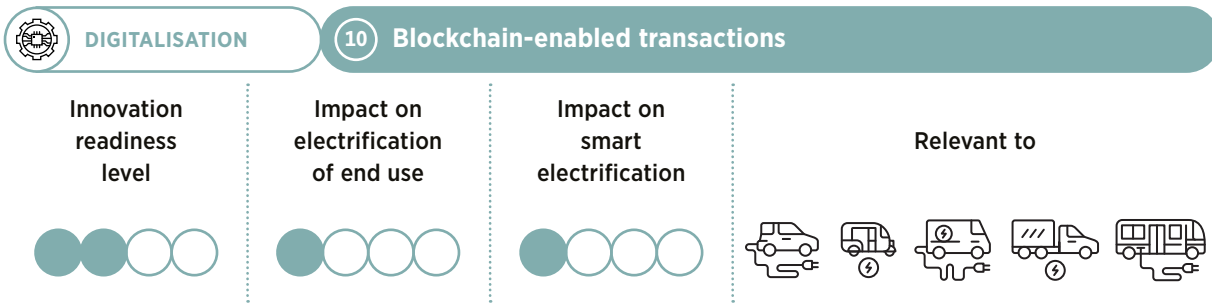 DIGITALISATION
10 Blockchain-enabled transactions
Innovation
readiness
level
Impact on
electrification
of end use
Impact on
smart
electrification
Relevant to